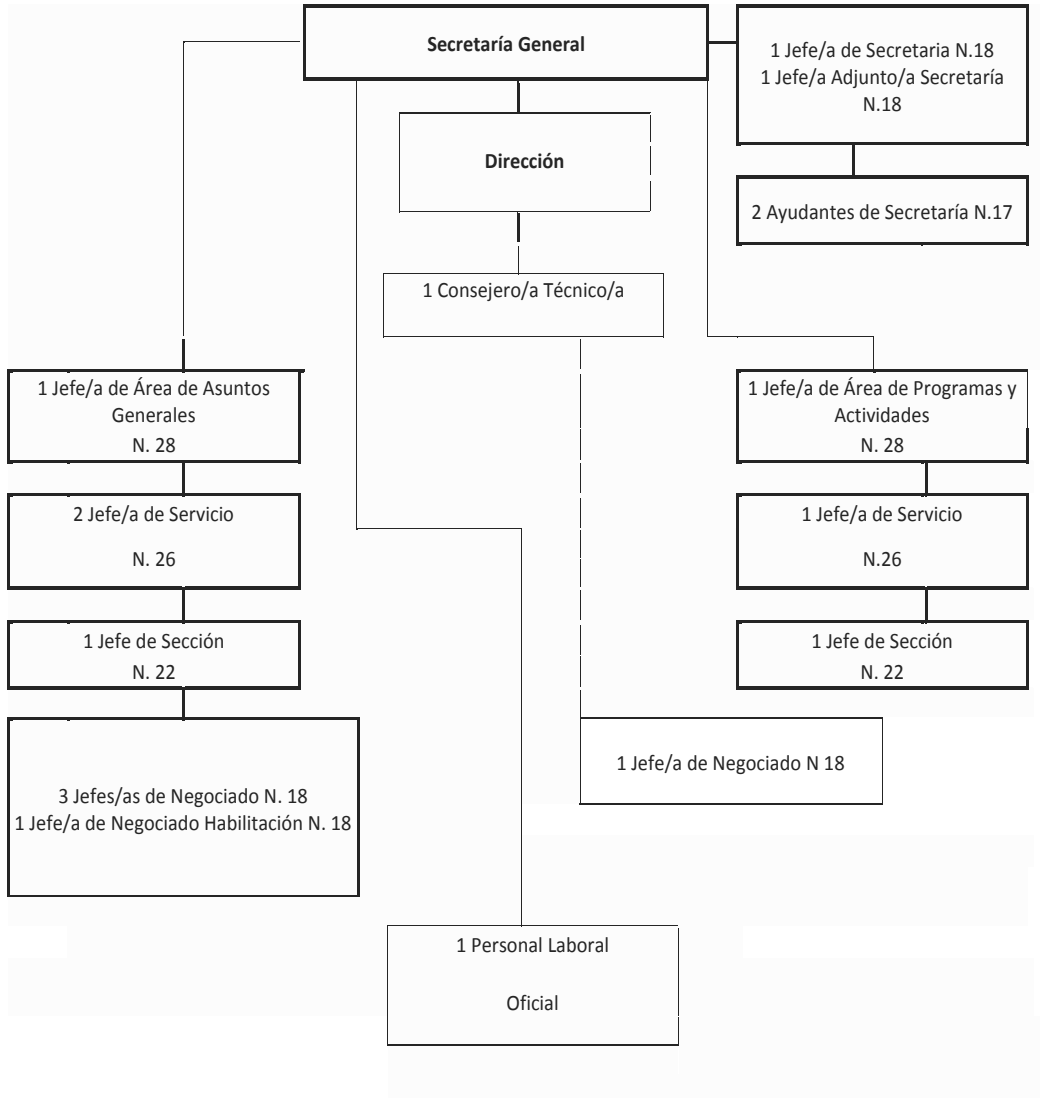 Secretaría General
1 Jefe/a de Secretaria N.18
1 Jefe/a Adjunto/a Secretaría
N.18
Dirección
2 Ayudantes de Secretaría N.17
1 Consejero/a Técnico/a
1 Jefe/a de Área de Asuntos
Generales
N. 28
1 Jefe/a de Área de Programas y
Actividades
N. 28
2 Jefe/a de Servicio
N. 26
1 Jefe/a de Servicio
N.26
1 Jefe de Sección
N. 22
1 Jefe de Sección
N. 22
3 Jefes/as de Negociado N. 18
1 Jefe/a de Negociado Habilitación N. 18
1 Jefe/a de Negociado N 18
1 Personal Laboral
Oficial